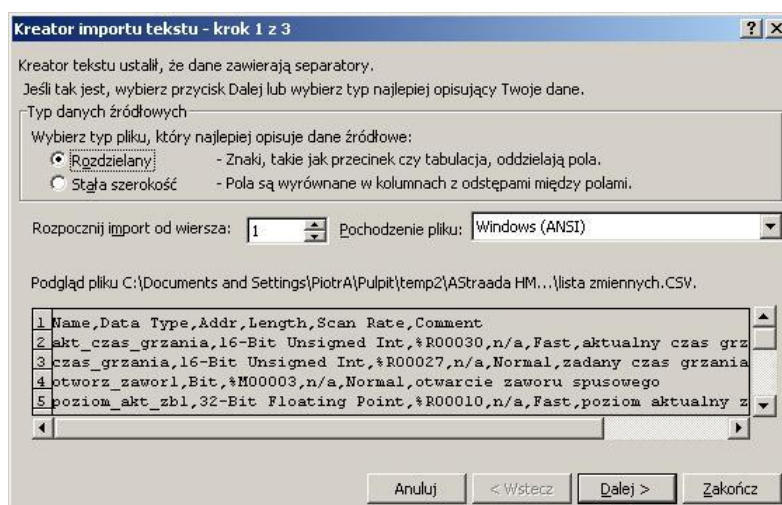 Kreator importu tekstu - krok 1 z 3
Kreator tekstu ustalił, że dane zawierają separatory.
Jeśli tak jest, wybierz przycisk Dalej lub wybierz typ najlepiej opisujący Twoje dane.
Typ danych źródłowych
Wybierz typ pliku, który najlepiej opisuje dane źródłowe:
Rozdzielany - Znaki, takie jak przecinek czy tabulacja, oddzielają pola.
Stała szerokość - Pola są wyrównane w kolumnach z odstępami między polami.
Rozpocznij import od wiersza: 1 Pochodzenie pliku: Windows (ANSI)
Podgląd pliku C:\Documents and Settings\PiotrA\Pulpit\temp2\AStraada HM...\lista zmiennych.CSV.
1 Name,Data Type,Addr,Length,Scan Rate,Comment
2 akt_czas_grzania,16-Bit Unsigned Int,%R00030,n/a,Fast,aktualny czas grz
3 czas_grzania,16-Bit Unsigned Int,%R00027,n/a,Normal,zadany czas grzania
4 otworz_zawor1,Bit,%M00003,n/a,Normal,otwarcie zaworu spusowego
5 poziom_akt_zb1,32-Bit Floating Point,%R00010,n/a,Fast,poziom aktualny z
Anuluj < Wstecz Dalej > Zakończ